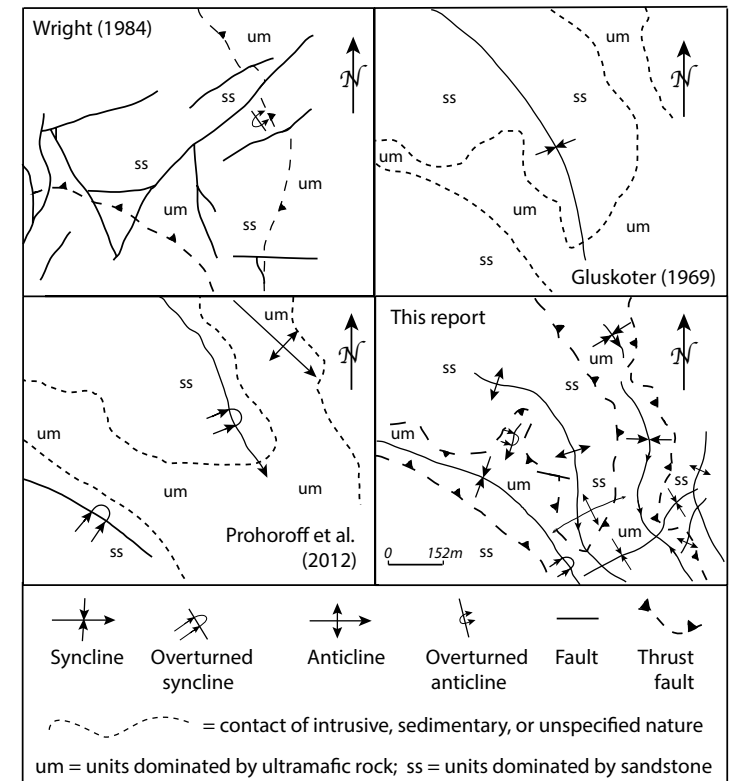 Wright (1984)
um
N
ss
ss
um
um
ss
um
N
ss
ss
um
um
um
ss
Gluskoter (1969)
um
N
ss
um
um
um
Prohoroff et al.
(2012)
ss
This report
N
um
ss
ss
um
um
ss
ss
um
ss
0 152m
Syncline Overturned Anticline Overturned Fault Thrust
syncline anticline fault
= contact of intrusive, sedimentary, or unspecified nature
um = units dominated by ultramafic rock; ss = units dominated by sandstone